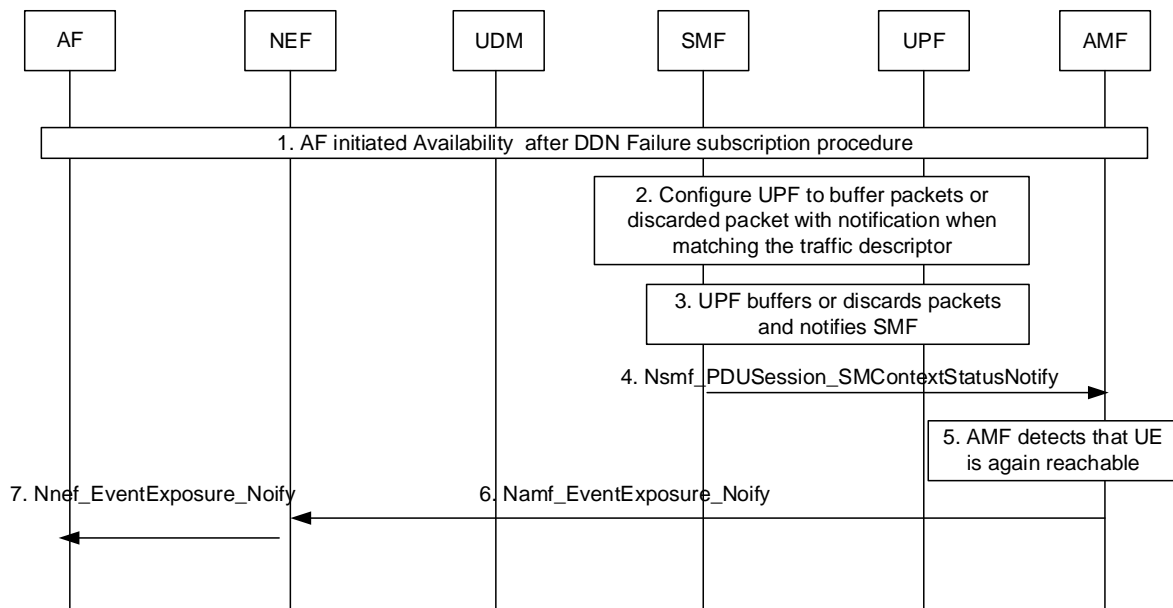 AF
NEF
UDM
SMF
UPF
AMF
1. AF initiated Availability  after DDN Failure subscription procedure
2. Configure UPF to buffer packets or
discarded packet with notification when
matching the traffic descriptor
3. UPF buffers or discards packets
and notifies SMF
4. Nsmf_PDUSession_SMContextStatusNotify
5. AMF detects that UE
is again reachable
7. Nnef_EventExposure_Noify
6. Namf_EventExposure_Noify